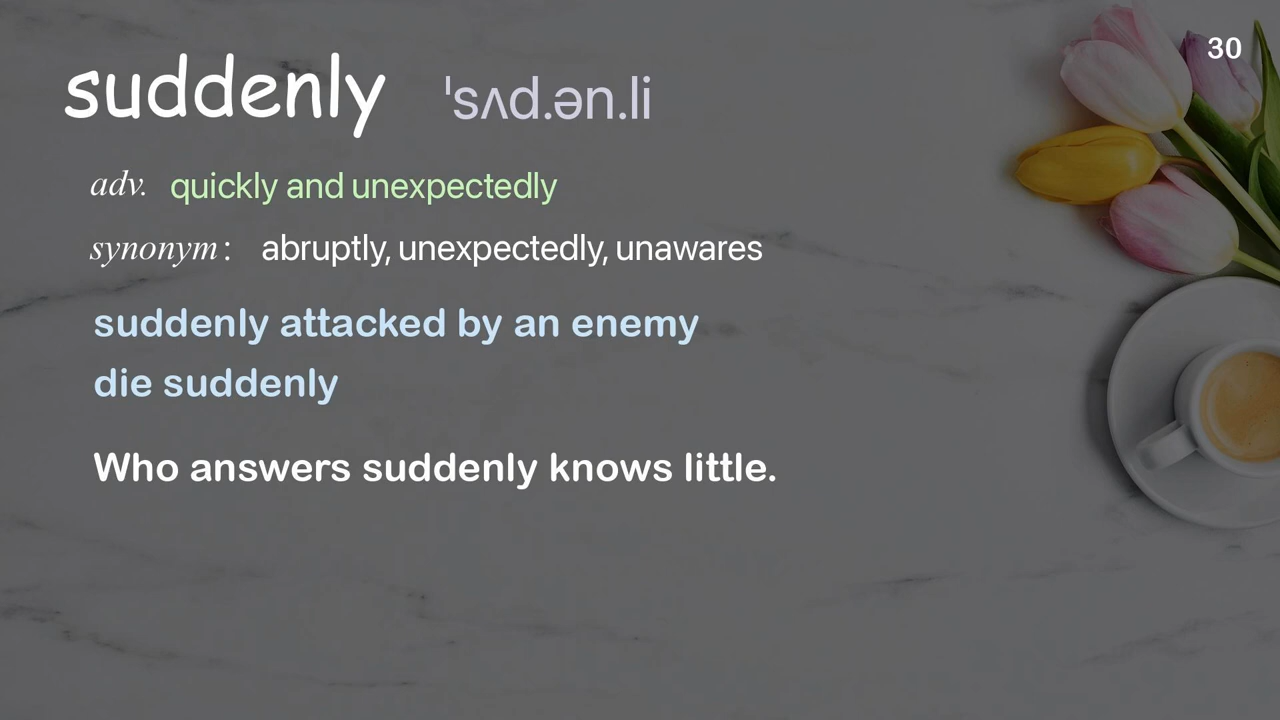 30
suddenly ˈsʌd.ən.li
adv. quickly and unexpectedly
synonym: abruptly, unexpectedly, unawares
suddenly attacked by an enemy
die suddenly
Who answers suddenly knows little.